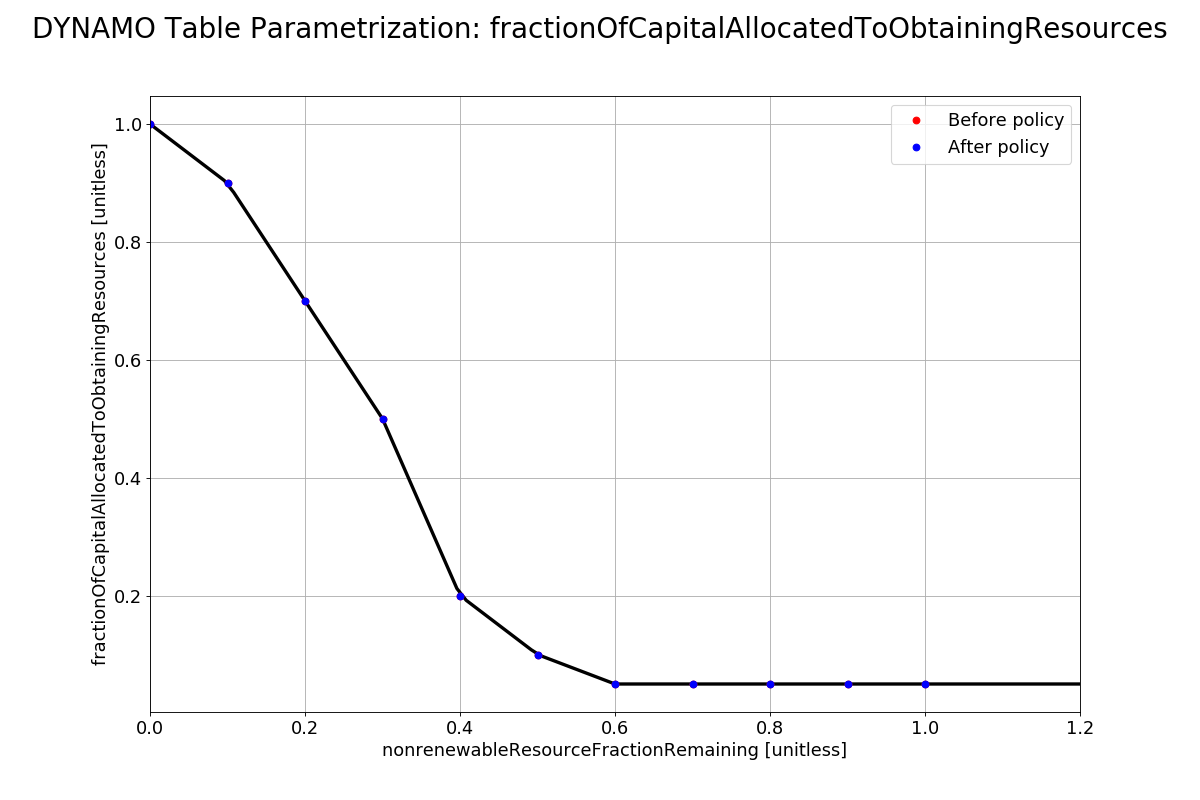 DYNAMO Table Parametrization: fractionOfCapitalAllocatedToObtainingResources
Before policy
After policy
fractionOfCapitalAllocatedToObtainingResources [unitless]
1.0
0.8
0.6
0.4
0.2
0.0 0.2 0.4 0.6 0.8 1.0 1.2
nonrenewableResourceFractionRemaining [unitless]